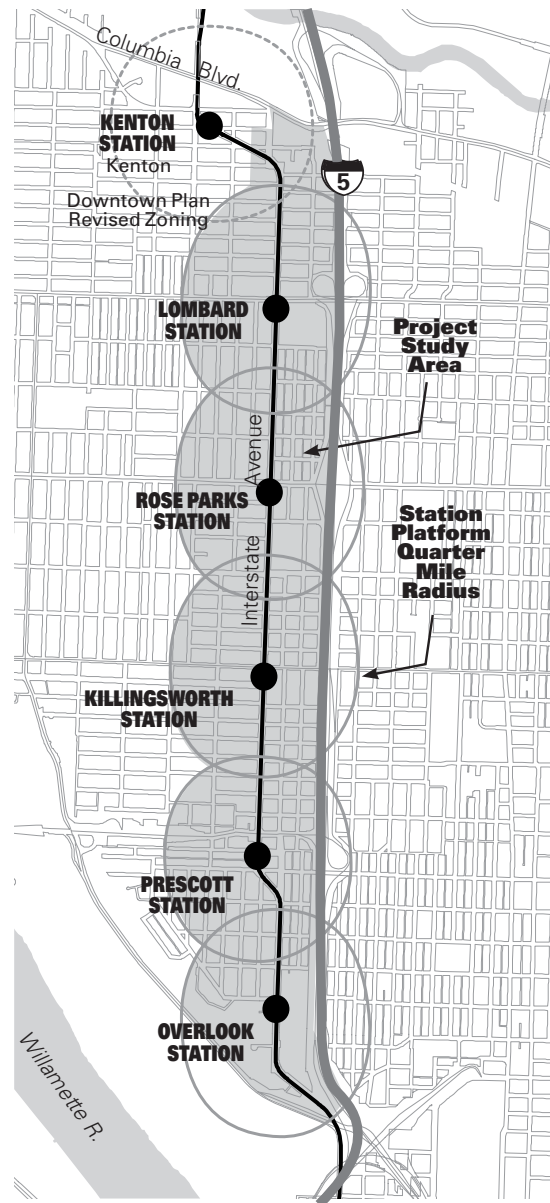 Columbia Blvd.
KENTON
STATION
Kenton
Downtown Plan
Revised Zoning
5
LOMBARD
STATION
Project
Study
Area
Avenue
ROSE PARKS
STATION
Station
Platform
Quarter
Mile
Radius
Interstate
KILLINGSWORTH
STATION
PRESCOTT
STATION
OVERLOOK
STATION
Willamette R.